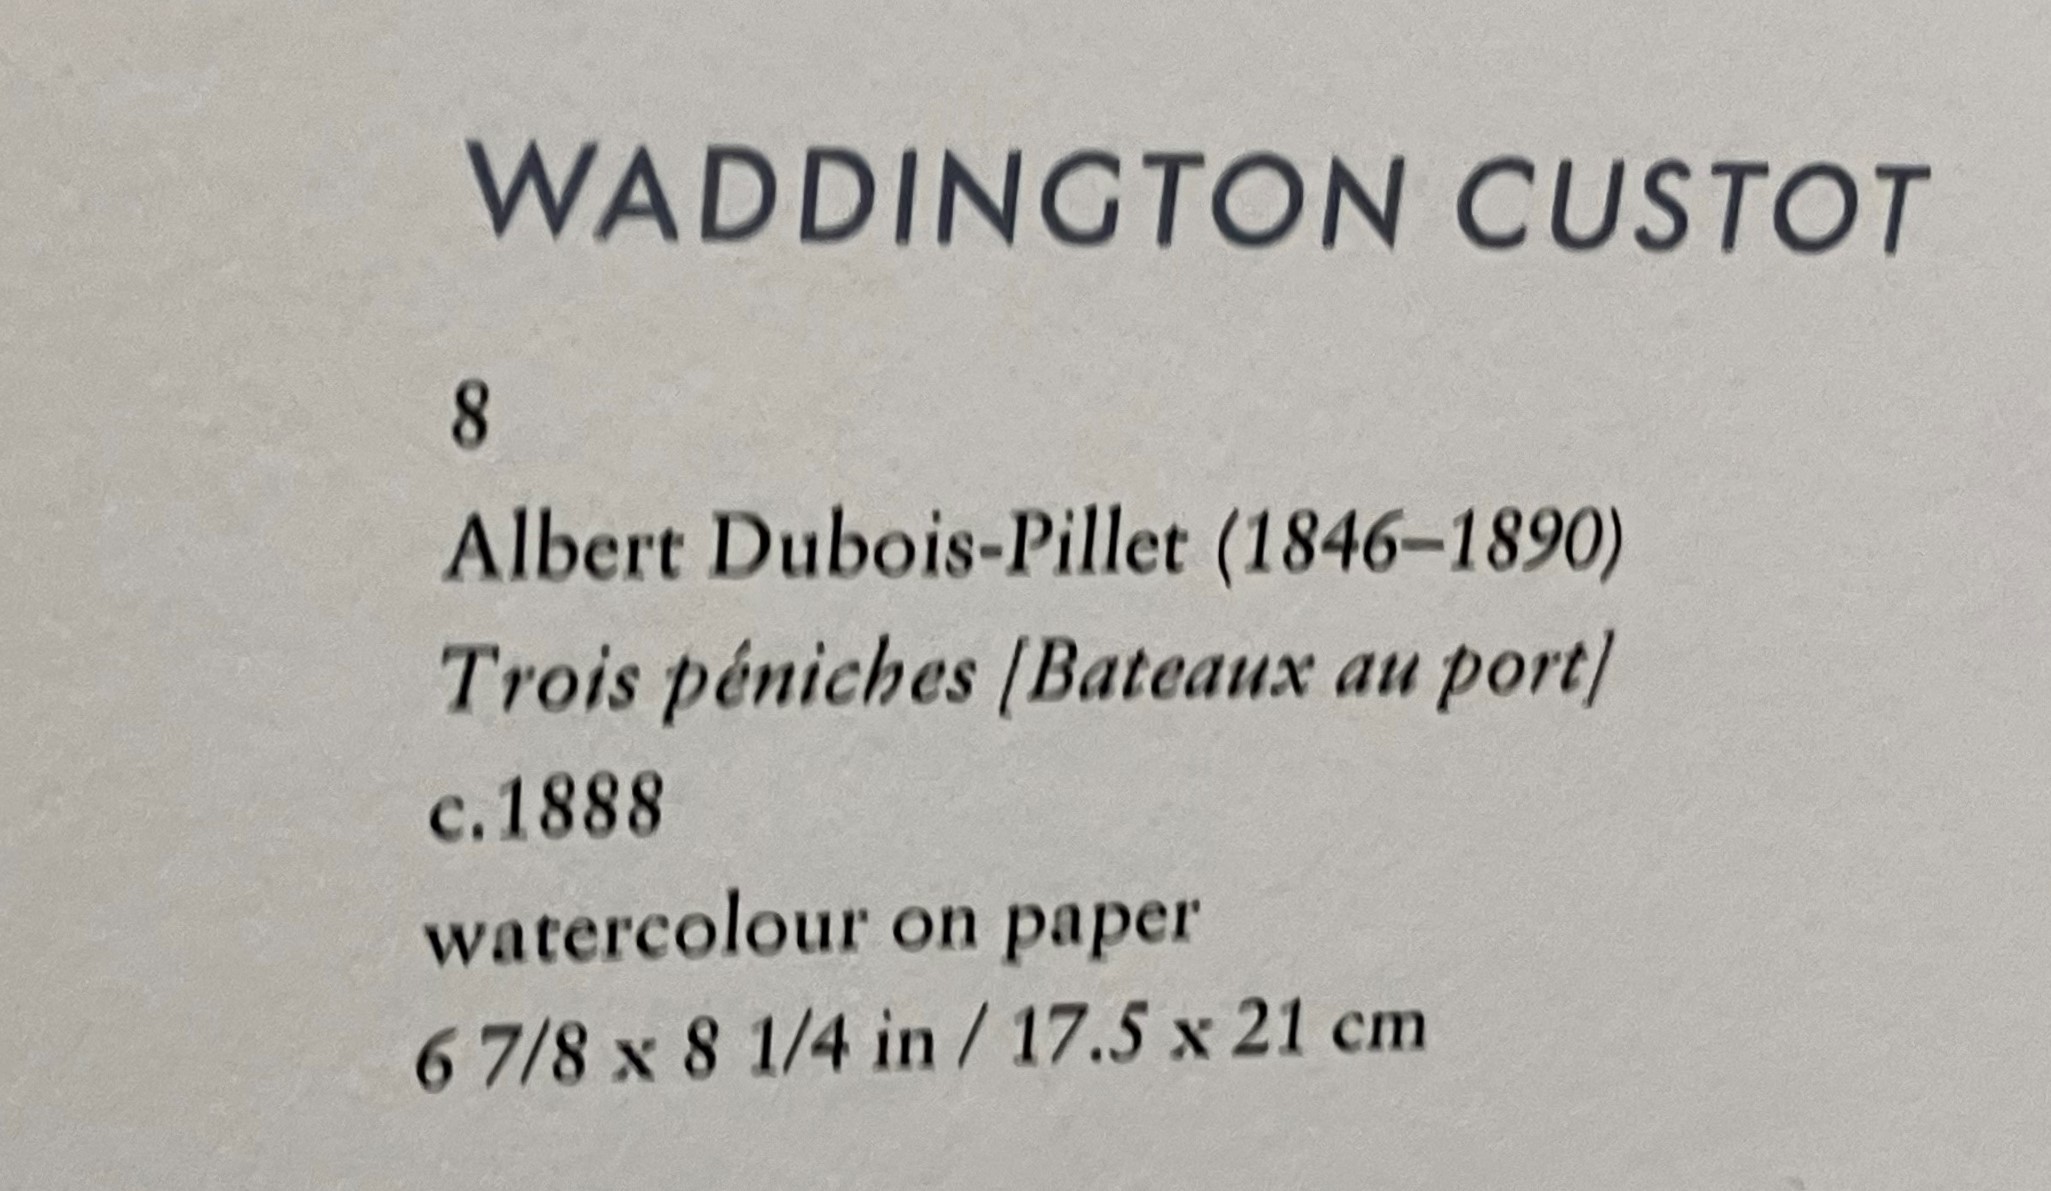 WADDINGTON CUSTOT
8
Albert Dubois-Pillet (1846–1890)
Trois péniches [Bateaux au port]
c.1888
watercolour on paper
6 7/8 x 8 1/4 in / 17.5 x 21 cm